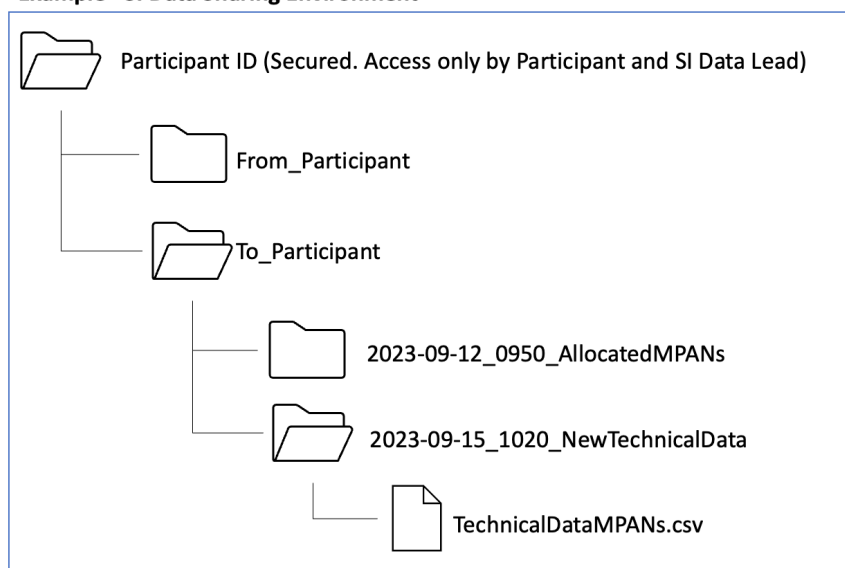 Participant ID (Secured. Access only by Participant and SI Data Lead)
From_Participant
To_Participant
2023-09-12_0950_AllocatedMPANs
2023-09-15_1020_NewTechnicalData
TechnicalDataMPANs.csv